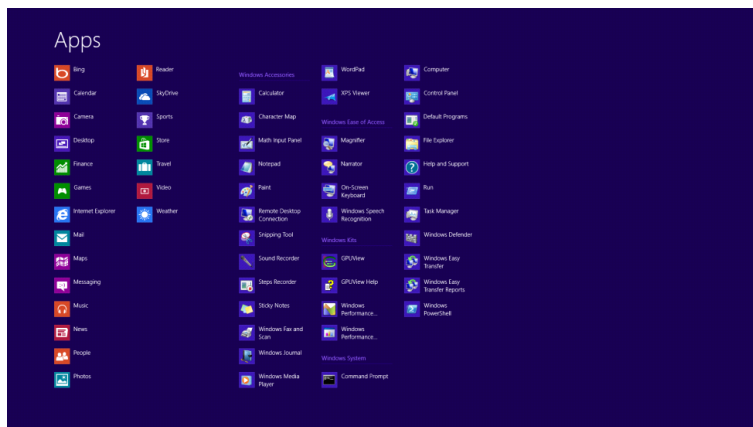 Apps
Bing
Calendar
Camera
Desktop
Finance
Games
Internet Explorer
Mail
Maps
Messaging
Music
News
People
Photos
Reader
SkyDrive
Sports
Store
Travel
Video
Weather
Windows Accessories
Calculator
Character Map
Math Input Panel
Notepad
Paint
Remote Desktop
Connection
Snipping Tool
Sound Recorder
Steps Recorder
Sticky Notes
Windows Fax and
Scan
Windows Journal
Windows Media
Player
WordPad
XPS Viewer
Windows Ease of Access
Magnifier
Narrator
On-Screen
Keyboard
Windows Speech
Recognition
Windows Kits
GPUView
GPUView Help
Windows
Performance...
Windows
Performance...
Windows System
Command Prompt
Computer
Control Panel
Default Programs
File Explorer
Help and Support
Run
Task Manager
Windows Defender
Windows Easy
Transfer
Windows Easy
Transfer Reports
Windows
PowerShell